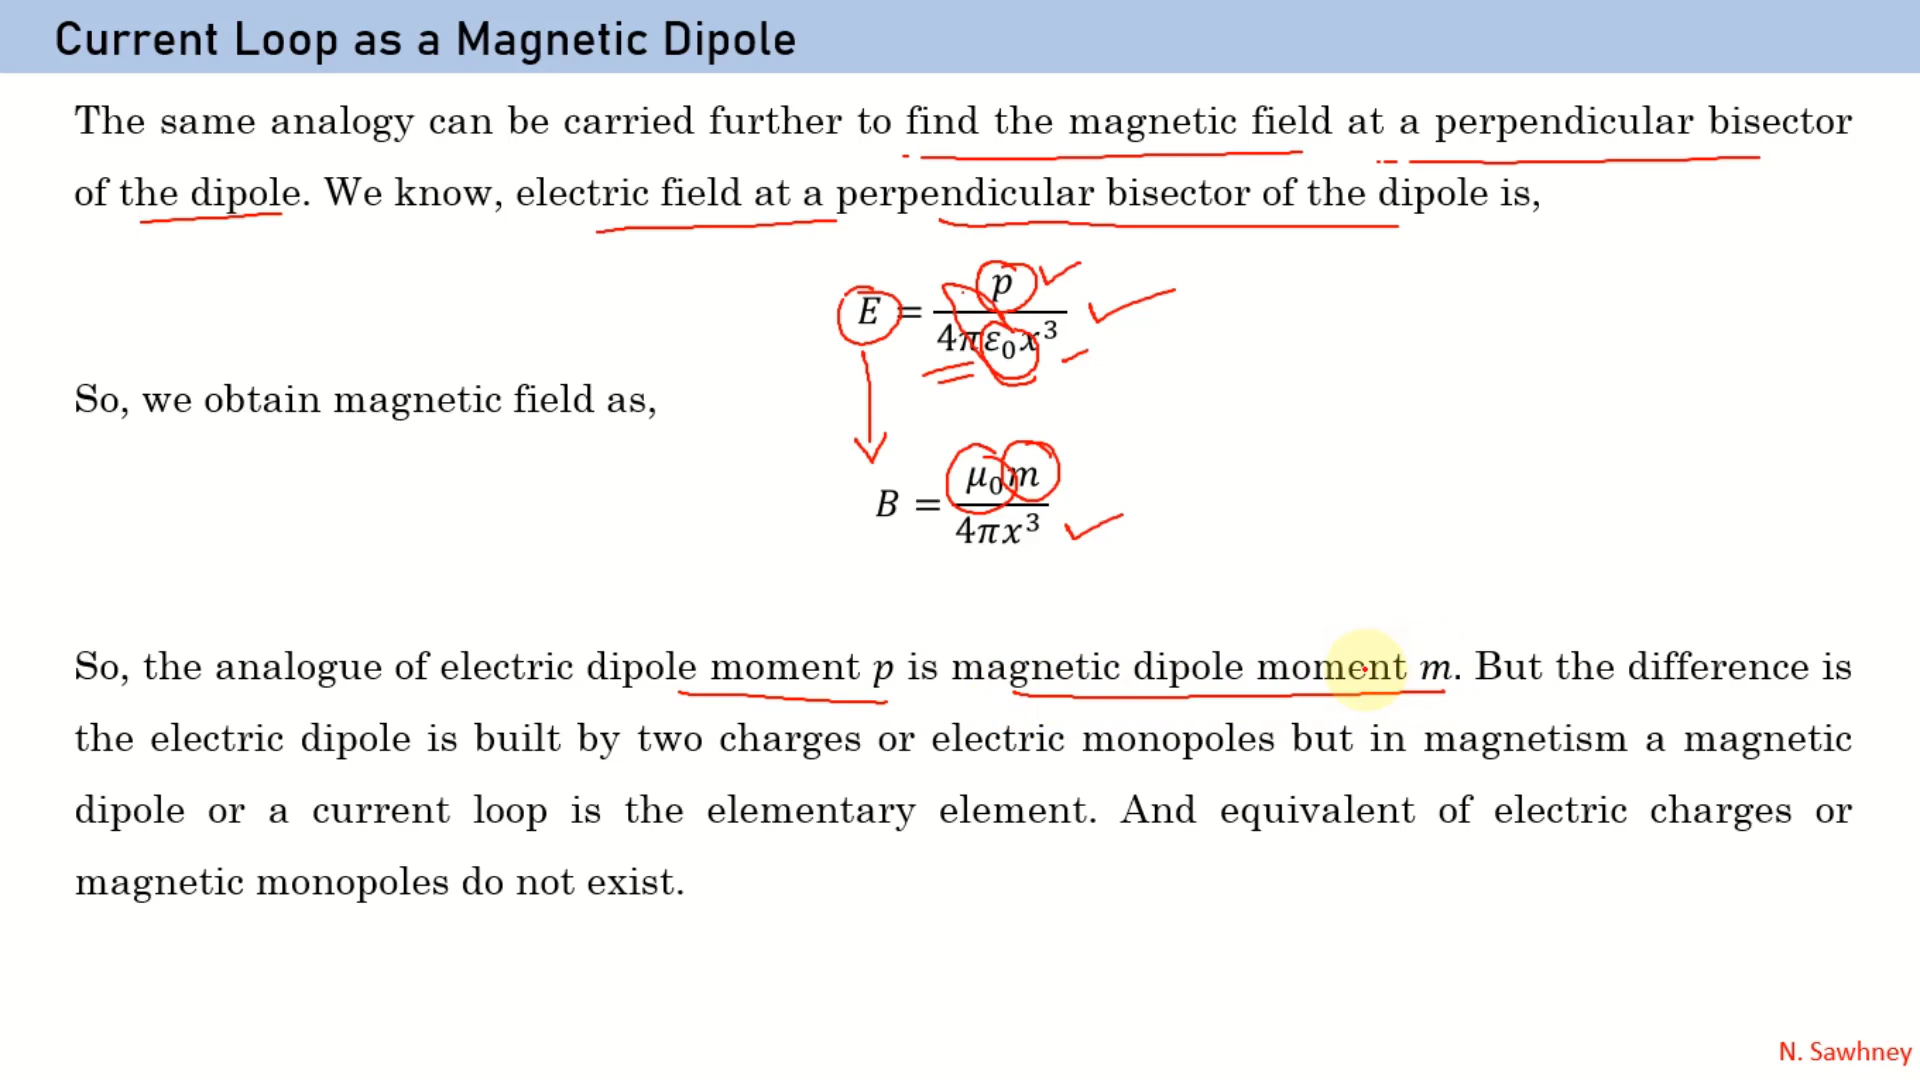 Current Loop as a Magnetic Dipole
The same analogy can be carried further to find the magnetic field at a perpendicular bisector
of the dipole. We know, electric field at a perpendicular bisector of the dipole is,
E = p / 4πε₀x³
So, we obtain magnetic field as,
B = μ₀m / 4πx³
So, the analogue of electric dipole moment p is magnetic dipole moment m. But the difference is
the electric dipole is built by two charges or electric monopoles but in magnetism a magnetic
dipole or a current loop is the elementary element. And equivalent of electric charges or
magnetic monopoles do not exist.
N. Sawhney